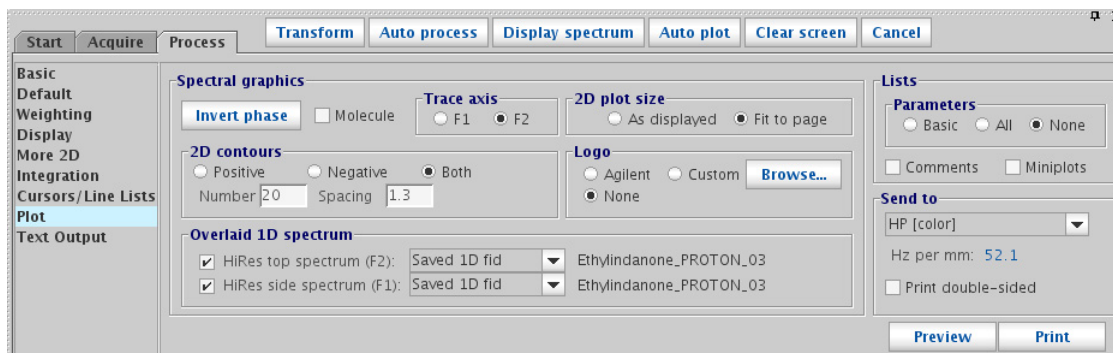 Start Acquire Process Transform Auto process Display spectrum Auto plot Clear screen Cancel
Basic
Default
Weighting
Display
More 2D
Integration
Cursors/Line Lists
Plot
Text Output
Spectral graphics
Invert phase Molecule
Trace axis
F1 F2
2D plot size
As displayed Fit to page
2D contours
Positive Negative Both
Number 20 Spacing 1.3
Logo
Agilent Custom Browse...
None
Overlaid 1D spectrum
HiRes top spectrum (F2): Saved 1D fid Ethylindanone_PROTON_03
HiRes side spectrum (F1): Saved 1D fid Ethylindanone_PROTON_03
Lists
Parameters
Basic All None
Comments Miniplots
Send to
HP [color]
Hz per mm: 52.1
Print double-sided
Preview Print